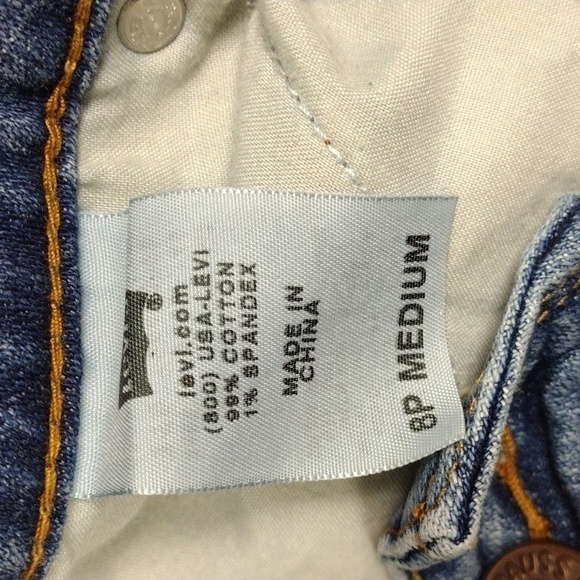 levi.com
(800) USA-LEVI
99% COTTON
1% SPANDEX
MADE IN
CHINA
8P MEDIUM